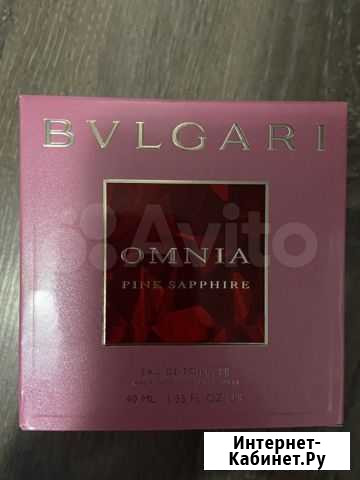 BVLGARI
Avito
OMNIA
PINK SAPPHIRE
EAU DE TOILETTE
40 ML
Интернет-
Кабинет.Ру